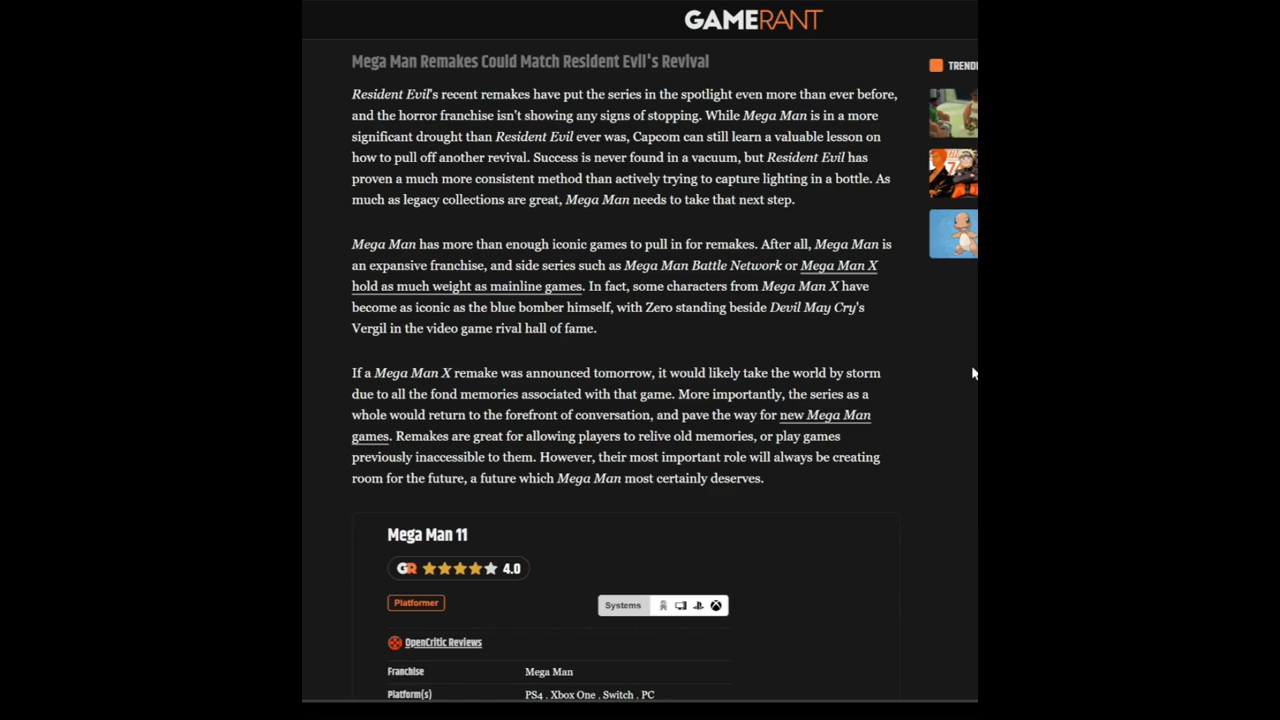 GAMERANT
Mega Man Remakes Could Match Resident Evil's Revival
TREND
Resident Evil's recent remakes have put the series in the spotlight even more than ever before,
and the horror franchise isn't showing any signs of stopping. While Mega Man is in a more
significant drought than Resident Evil ever was, Capcom can still learn a valuable lesson on
how to pull off another revival. Success is never found in a vacuum, but Resident Evil has
proven a much more consistent method than actively trying to capture lighting in a bottle. As
much as legacy collections are great, Mega Man needs to take that next step.
Mega Man has more than enough iconic games to pull in for remakes. After all, Mega Man is
an expansive franchise, and side series such as Mega Man Battle Network or Mega Man X
hold as much weight as mainline games. In fact, some characters from Mega Man X have
become as iconic as the blue bomber himself, with Zero standing beside Devil May Cry's
Vergil in the video game rival hall of fame.
If a Mega Man X remake was announced tomorrow, it would likely take the world by storm
due to all the fond memories associated with that game. More importantly, the series as a
whole would return to the forefront of conversation, and pave the way for new Mega Man
games. Remakes are great for allowing players to relive old memories, or play games
previously inaccessible to them. However, their most important role will always be creating
room for the future, a future which Mega Man most certainly deserves.
Mega Man 11
GR 4.0
Platformer
Systems
OpenCritic Reviews
Franchise Mega Man
Platform(s) PS4 , Xbox One , Switch , PC